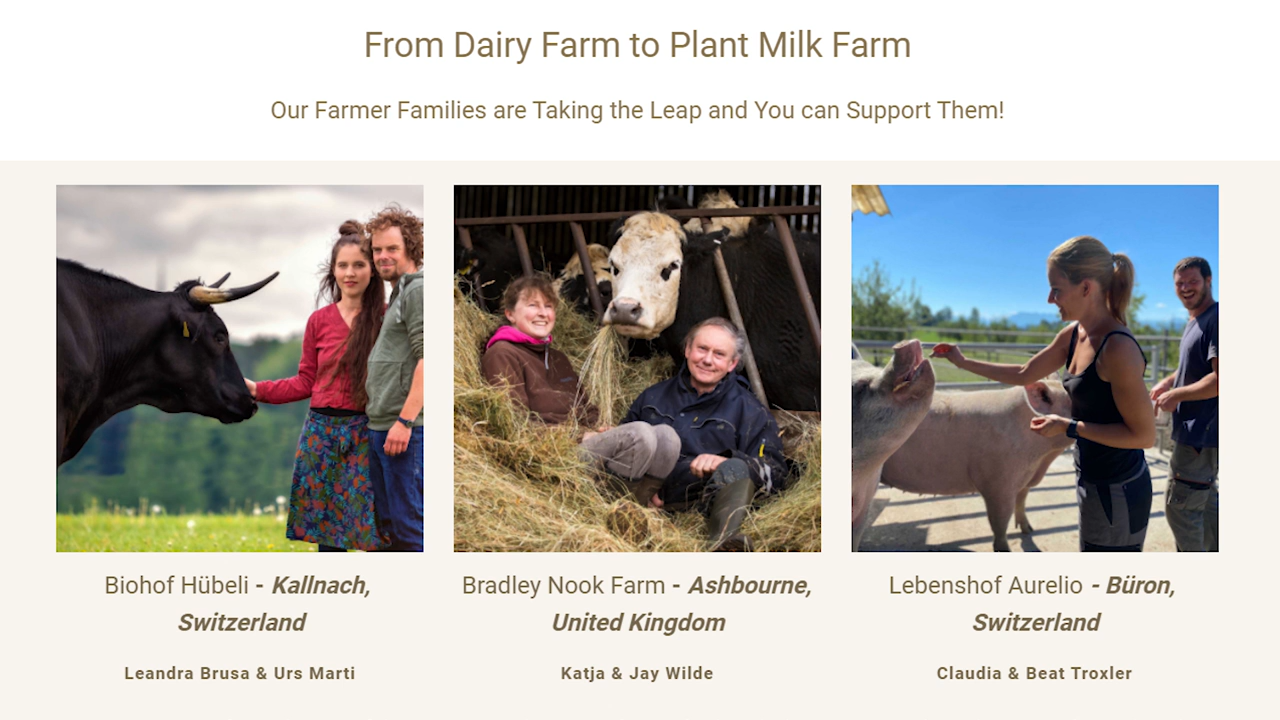 From Dairy Farm to Plant Milk Farm
Our Farmer Families are Taking the Leap and You can Support Them!
Biohof Hübeli - Kallnach,
Switzerland
Leandra Brusa & Urs Marti
Bradley Nook Farm - Ashbourne,
United Kingdom
Katja & Jay Wilde
Lebenshof Aurelio - Büron,
Switzerland
Claudia & Beat Troxler